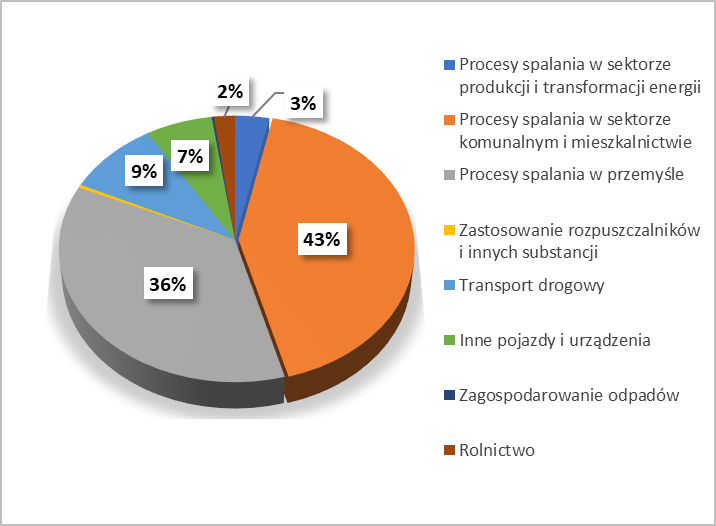 2%
3%
7%
9%
43%
36%
Procesy spalania w sektorze
produkcji i transformacji energii
Procesy spalania w sektorze
komunalnym i mieszkalnictwie
Procesy spalania w przemyśle
Zastosowanie rozpuszczalników
i innych substancji
Transport drogowy
Inne pojazdy i urządzenia
Zagospodarowanie odpadów
Rolnictwo